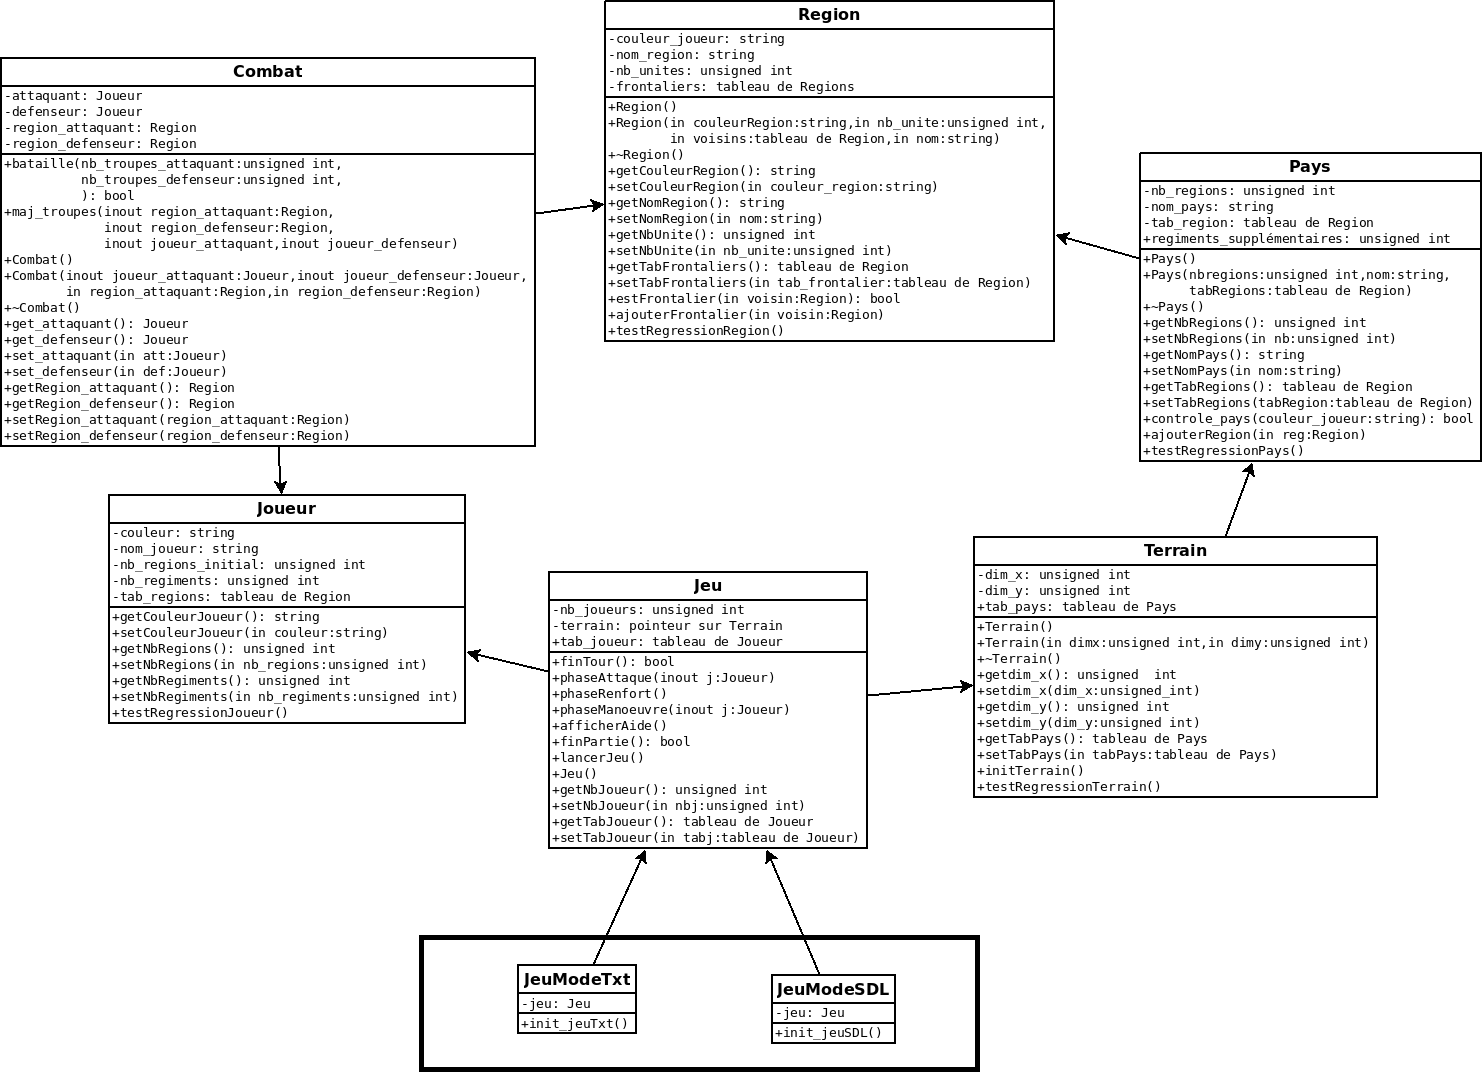 Region
-couleur_joueur: string
-nom_region: string
-nb_unites: unsigned int
-frontaliers: tableau de Regions
+Region()
+Region(in couleurRegion:string,in nb_unite:unsigned int,
in voisins:tableau de Region,in nom:string)
+~Region()
+getCouleurRegion(): string
+setCouleurRegion(in couleur_region:string)
+getNomRegion(): string
+setNomRegion(in nom:string)
+getNbUnite(): unsigned int
+setNbUnite(in nb_unite:unsigned int)
+getTabFrontaliers(): tableau de Region
+setTabFrontaliers(in tab_frontalier:tableau de Region)
+estFrontalier(in voisin:Region): bool
+ajouterFrontalier(in voisin:Region)
+testRegressionRegion()
Combat
-attaquant: Joueur
-defenseur: Joueur
-region_attaquant: Region
-region_defenseur: Region
+bataille(nb_troupes_attaquant:unsigned int,
nb_troupes_defenseur:unsigned int,
): bool
+maj_troupes(inout region_attaquant:Region,
inout region_defenseur:Region,
inout joueur_attaquant,inout joueur_defenseur)
+Combat()
+Combat(inout joueur_attaquant:Joueur,inout joueur_defenseur:Joueur,
in region_attaquant:Region,in region_defenseur:Region)
+~Combat()
+get_attaquant(): Joueur
+get_defenseur(): Joueur
+set_attaquant(in att:Joueur)
+set_defenseur(in def:Joueur)
+getRegion_attaquant(): Region
+getRegion_defenseur(): Region
+setRegion_attaquant(region_attaquant:Region)
+setRegion_defenseur(region_defenseur:Region)
Pays
-nb_regions: unsigned int
-nom_pays: string
-tab_region: tableau de Region
+regiments_supplémentaires: unsigned int
+Pays()
+Pays(nbregions:unsigned int,nom:string,
tabRegions:tableau de Region)
+~Pays()
+getNbRegions(): unsigned int
+setNbRegions(in nb:unsigned int)
+getNomPays(): string
+setNomPays(in nom:string)
+getTabRegions(): tableau de Region
+setTabRegions(tabRegion:tableau de Region)
+controle_pays(couleur_joueur:string): bool
+ajouterRegion(in reg:Region)
+testRegressionPays()
Joueur
-couleur: string
-nom_joueur: string
-nb_regions_initial: unsigned int
-nb_regiments: unsigned int
-tab_regions: tableau de Region
+getCouleurJoueur(): string
+setCouleurJoueur(in couleur:string)
+getNbRegions(): unsigned int
+setNbRegions(in nb_regions:unsigned int)
+getNbRegiments(): unsigned int
+setNbRegiments(in nb_regiments:unsigned int)
+testRegressionJoueur()
Jeu
-nb_joueurs: unsigned int
-terrain: pointeur sur Terrain
+tab_joueur: tableau de Joueur
+finTour(): bool
+phaseAttaque(inout j:Joueur)
+phaseRenfort()
+phaseManoeuvre(inout j:Joueur)
+afficherAide()
+finPartie(): bool
+lancerJeu()
+Jeu()
+getNbJoueur(): unsigned int
+setNbJoueur(in nbj:unsigned int)
+getTabJoueur(): tableau de Joueur
+setTabJoueur(in tabj:tableau de Joueur)
Terrain
-dim_x: unsigned int
-dim_y: unsigned int
+tab_pays: tableau de Pays
+Terrain()
+Terrain(in dimx:unsigned int,in dimy:unsigned int)
+~Terrain()
+getdim_x(): unsigned  int
+setdim_x(dim_x:unsigned_int)
+getdim_y(): unsigned int
+setdim_y(dim_y:unsigned int)
+getTabPays(): tableau de Pays
+setTabPays(in tabPays:tableau de Pays)
+initTerrain()
+testRegressionTerrain()
JeuModeTxt
-jeu: Jeu
+init_jeuTxt()
JeuModeSDL
-jeu: Jeu
+init_jeuSDL()